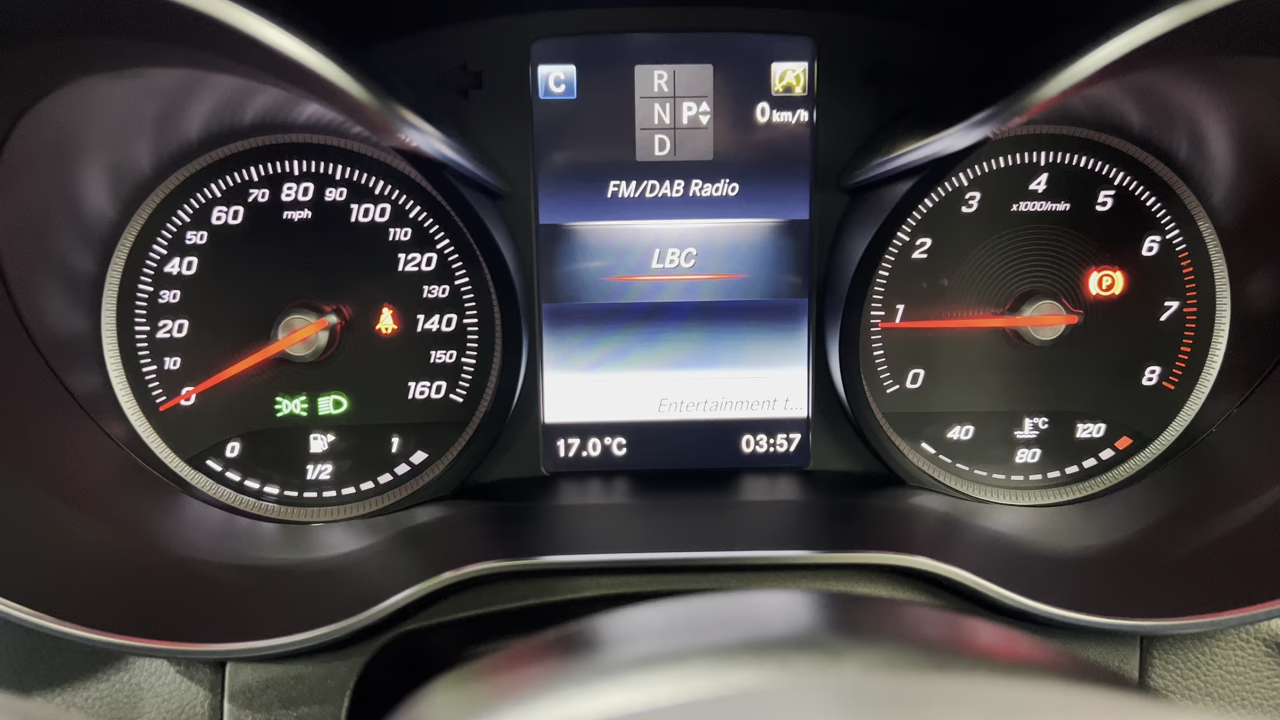 C
R
N P
D
A
0 km/h
FM/DAB Radio
LBC
Entertainment t...
17.0°C 03:57
0
10
20
30
40
50
60
70
80
90
100
110
120
130
140
150
160
mph
0 1/2 1
0
1
2
3
4
5
6
7
8
x1000/min
P
40 °C 120
80